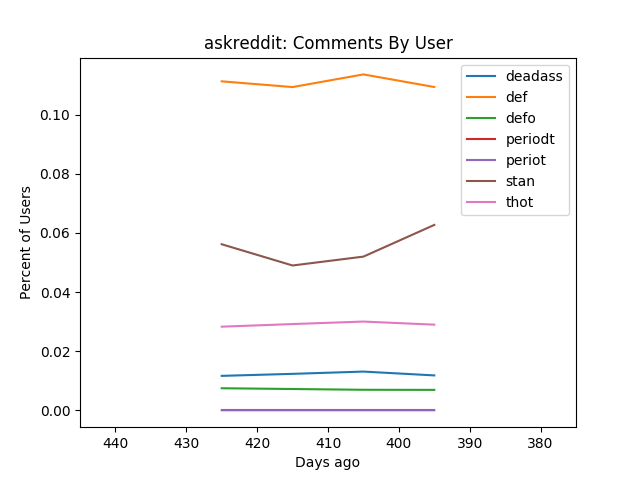 askreddit: Comments By User
deadass
def
defo
periodt
periot
stan
thot
Percent of Users
0.10
0.08
0.06
0.04
0.02
0.00
440 430 420 410 400 390 380
Days ago